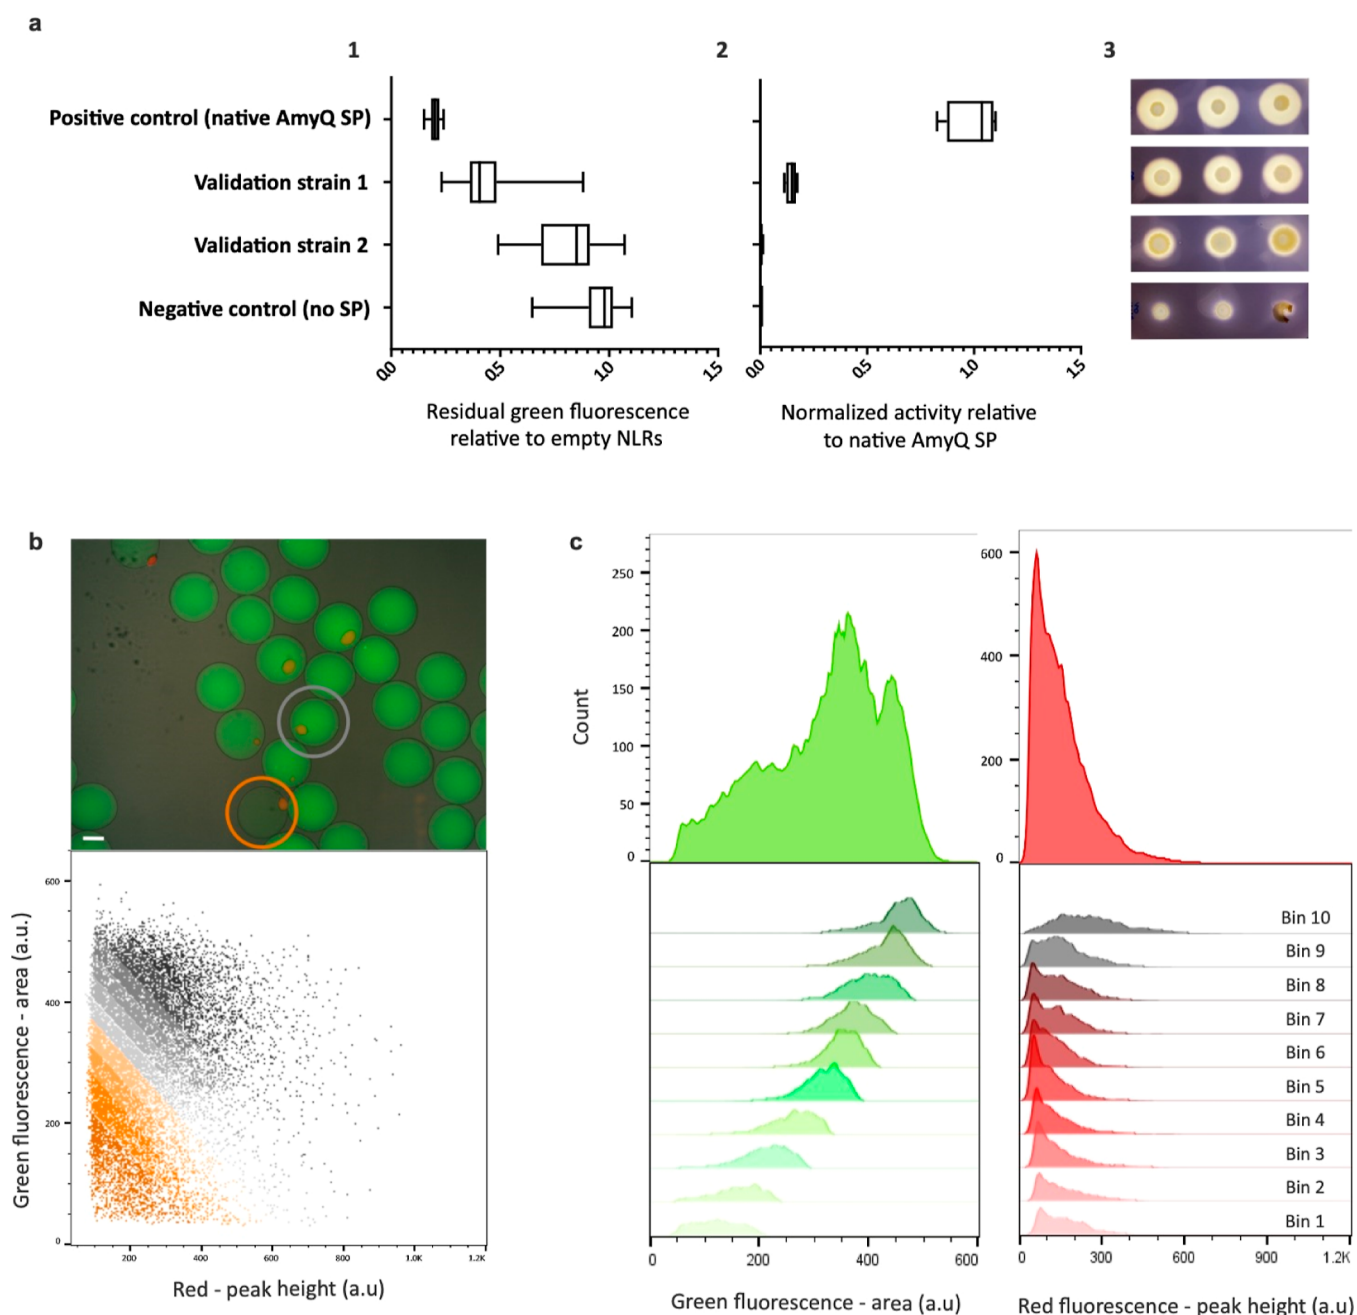 a
1
2
3
Positive control (native AmyQ SP)
Validation strain 1
Validation strain 2
Negative control (no SP)
0.0
0.5
1.0
1.5
0.0
0.5
1.0
1.5
Residual green fluorescence
relative to empty NLRs
Normalized activity relative
to native AmyQ SP
b
Green fluorescence - area (a.u.)
600
400
200
0
200
400
600
800
1.0K
1.2K
Red - peak height (a.u)
c
Count
250
200
150
100
50
0
600
400
200
0
Bin 10
Bin 9
Bin 8
Bin 7
Bin 6
Bin 5
Bin 4
Bin 3
Bin 2
Bin 1
0
200
400
600
Green fluorescence - area (a.u)
0
300
600
900
1.2K
Red fluorescence - peak height (a.u)